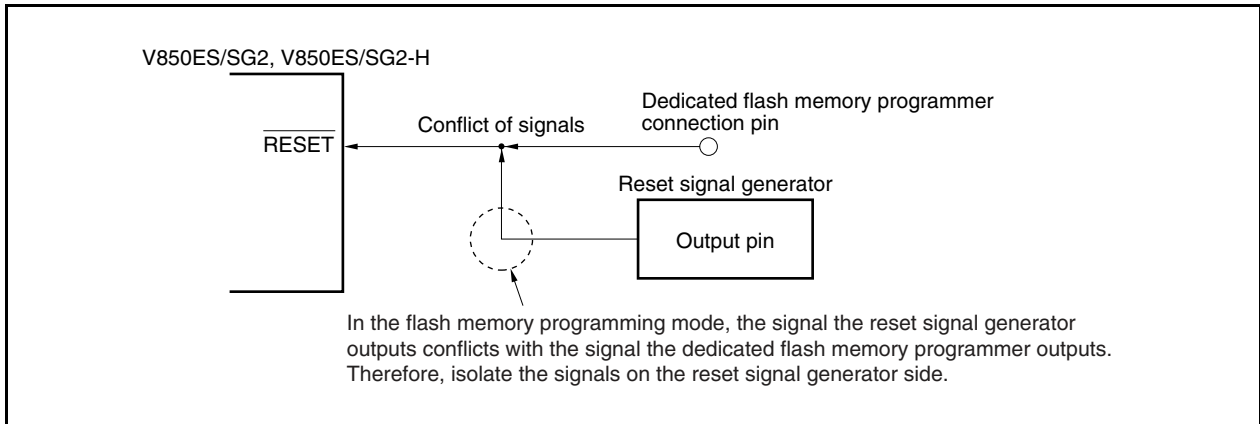 V850ES/SG2, V850ES/SG2-H
Dedicated flash memory programmer
connection pin
Conflict of signals
RESET
Reset signal generator
Output pin
In the flash memory programming mode, the signal the reset signal generator
outputs conflicts with the signal the dedicated flash memory programmer outputs.
Therefore, isolate the signals on the reset signal generator side.